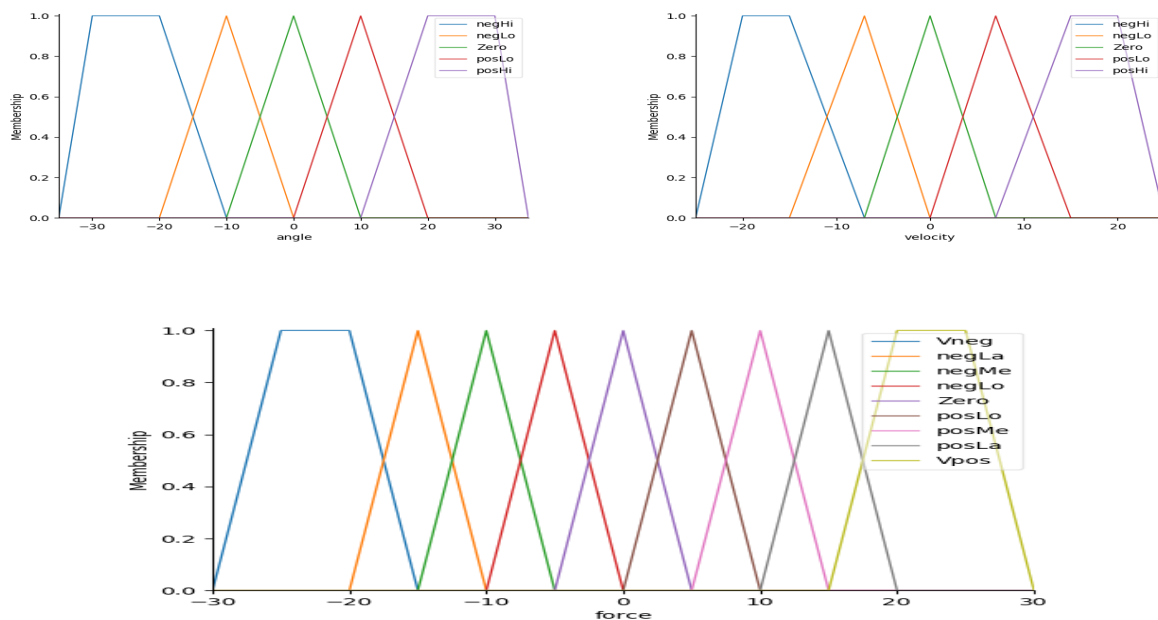 1.0
0.8
0.6
0.4
0.2
0.0
Membership
−30 −20 −10 0 10 20 30
angle
negHi
negLo
Zero
posLo
posHi
1.0
0.8
0.6
0.4
0.2
0.0
Membership
−20 −10 0 10 20
velocity
negHi
negLo
Zero
posLo
posHi
1.0
0.8
0.6
0.4
0.2
0.0
Membership
−30 −20 −10 0 10 20 30
force
Vneg
negLa
negMe
negLo
Zero
posLo
posMe
posLa
Vpos